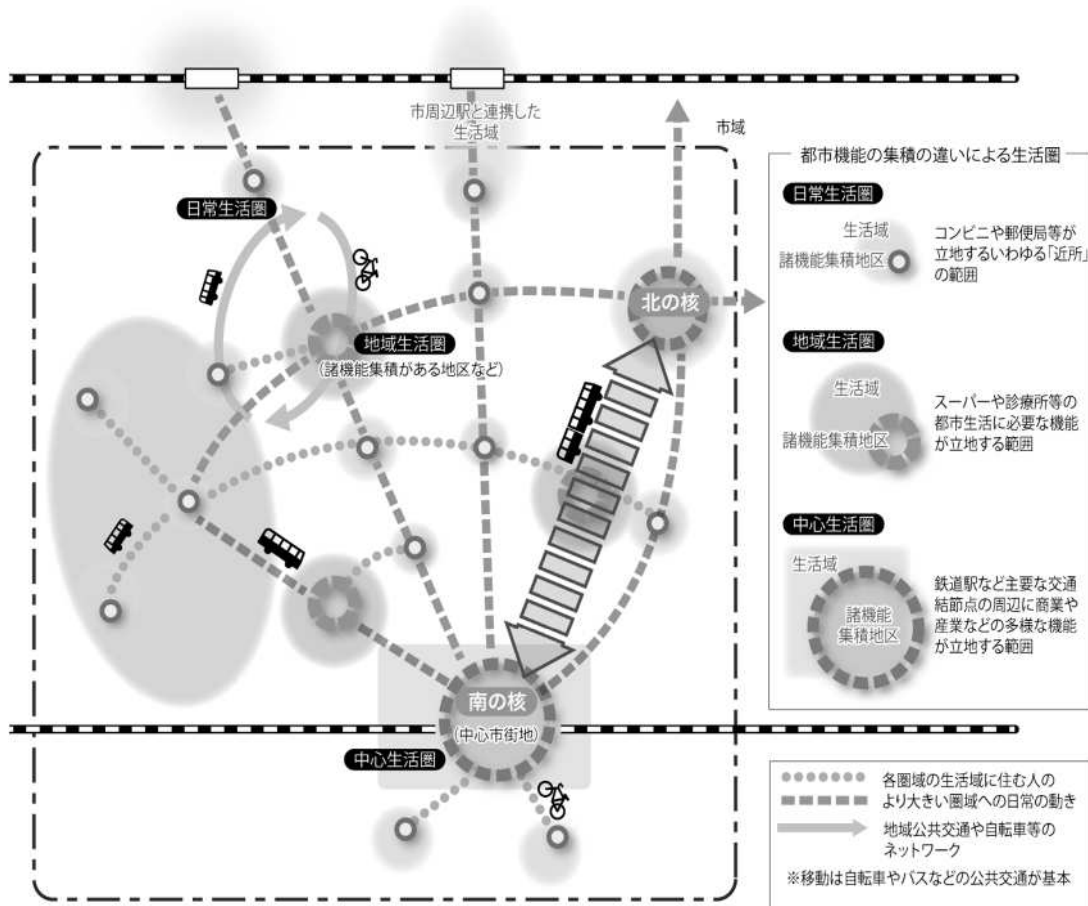 市周辺駅と連携した
生活域
市域
日常生活圏
北の核
地域生活圏
(諸機能集積がある地区など)
南の核
(中心市街地)
中心生活圏
都市機能の集積の違いによる生活圏
日常生活圏
生活域
諸機能集積地区
コンビニや郵便局等が
立地するいわゆる「近所」
の範囲
地域生活圏
生活域
諸機能集積地区
スーパーや診療所等の
都市生活に必要な機能
が立地する範囲
中心生活圏
生活域
諸機能
集積地区
鉄道駅など主要な交通
結節点の周辺に商業や
産業などの多様な機能
が立地する範囲
各圏域の生活域に住む人の
より大きい圏域への日常の動き
地域公共交通や自転車等の
ネットワーク
※移動は自転車やバスなどの公共交通が基本